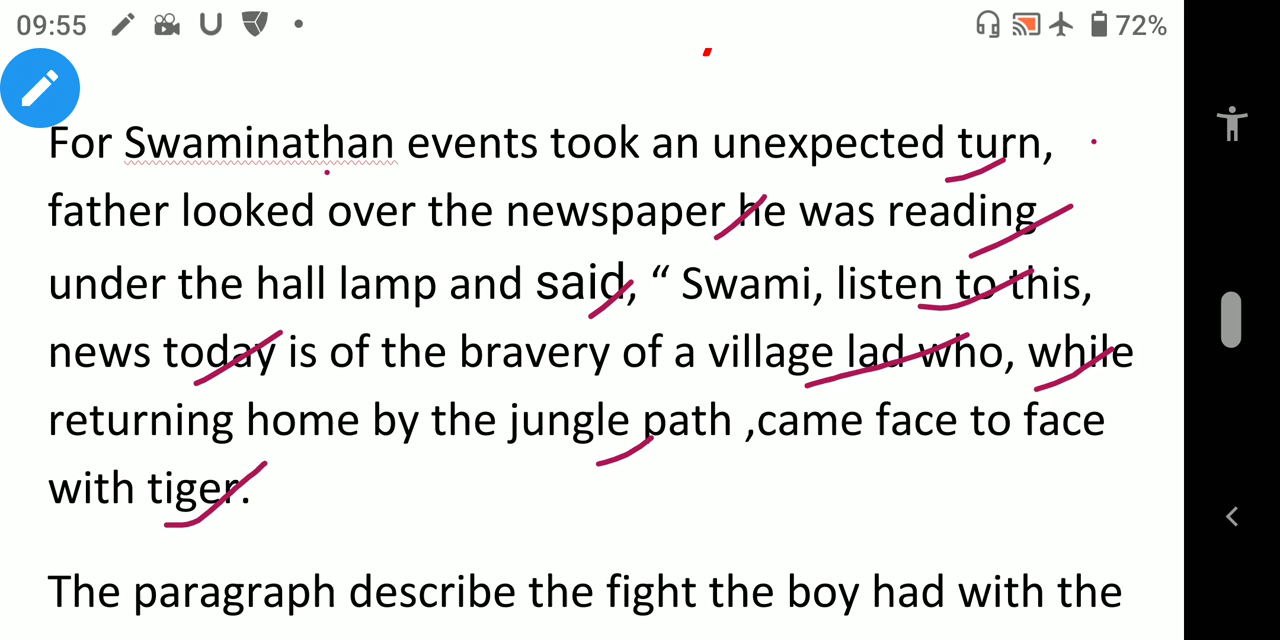 09:55 72%
For Swaminathan events took an unexpected turn,
father looked over the newspaper he was reading
under the hall lamp and said, “ Swami, listen to this,
news today is of the bravery of a village lad who, while
returning home by the jungle path ,came face to face
with tiger.
The paragraph describe the fight the boy had with the